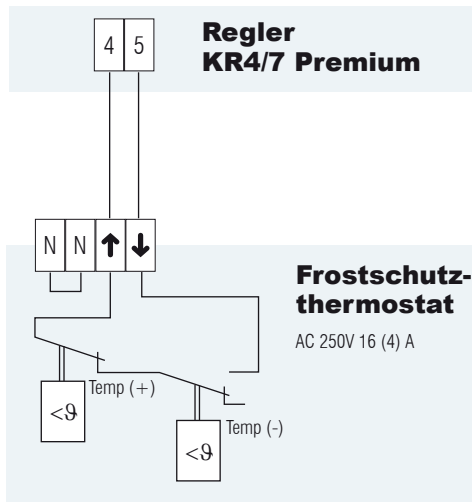 4 5
Regler
KR4/7 Premium
N N ↑ ↓
Frostschutz-
thermostat
AC 250V 16 (4) A
Temp (+)
<ϑ
Temp (-)
<ϑ